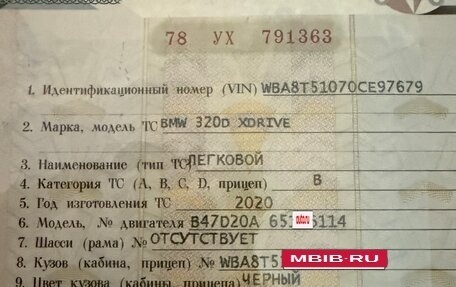 78 УХ 791363
1. Идентификационный номер (VIN) WBA8T51070CE97679
2. Марка, модель ТС BMW 320D XDRIVE
3. Наименование (тип ТС) ЛЕГКОВОЙ
4. Категория ТС (А, В, С, D, прицеп) B
5. Год изготовления ТС 2020
6. Модель, № двигателя B47D20A
7. Шасси (рама) № ОТСУТСТВУЕТ
8. Кузов (кабина, прицеп) № MBIB-RU
9. Цвет кузова (кабины, прицепа) ЧЕРНЫЙ